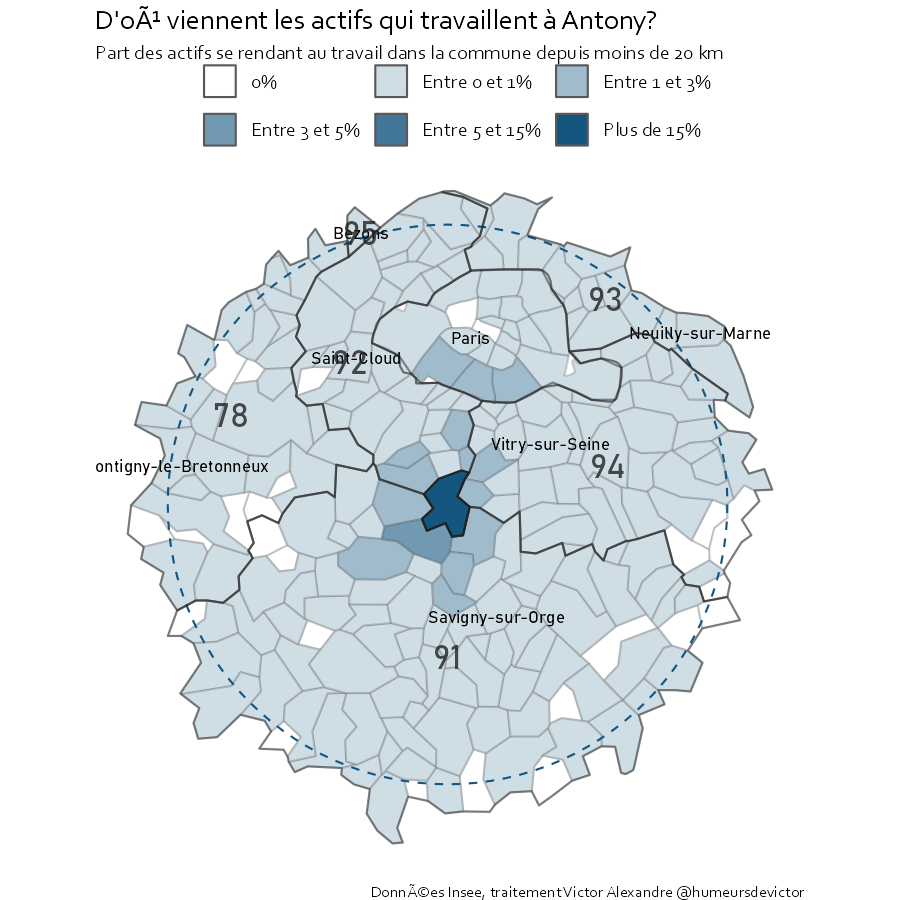 D'oÃ¹ viennent les actifs qui travaillent à Antony?
Part des actifs se rendant au travail dans la commune depuis moins de 20 km
0%
Entre 0 et 1%
Entre 1 et 3%
Entre 3 et 5%
Entre 5 et 15%
Plus de 15%
95
Bezons
93
Neuilly-sur-Marne
Paris
Saint-Cloud
92
78
Vitry-sur-Seine
94
ontigny-le-Bretonneux
Savigny-sur-Orge
91
DonnÃ©es Insee, traitement Victor Alexandre @humeursdevictor